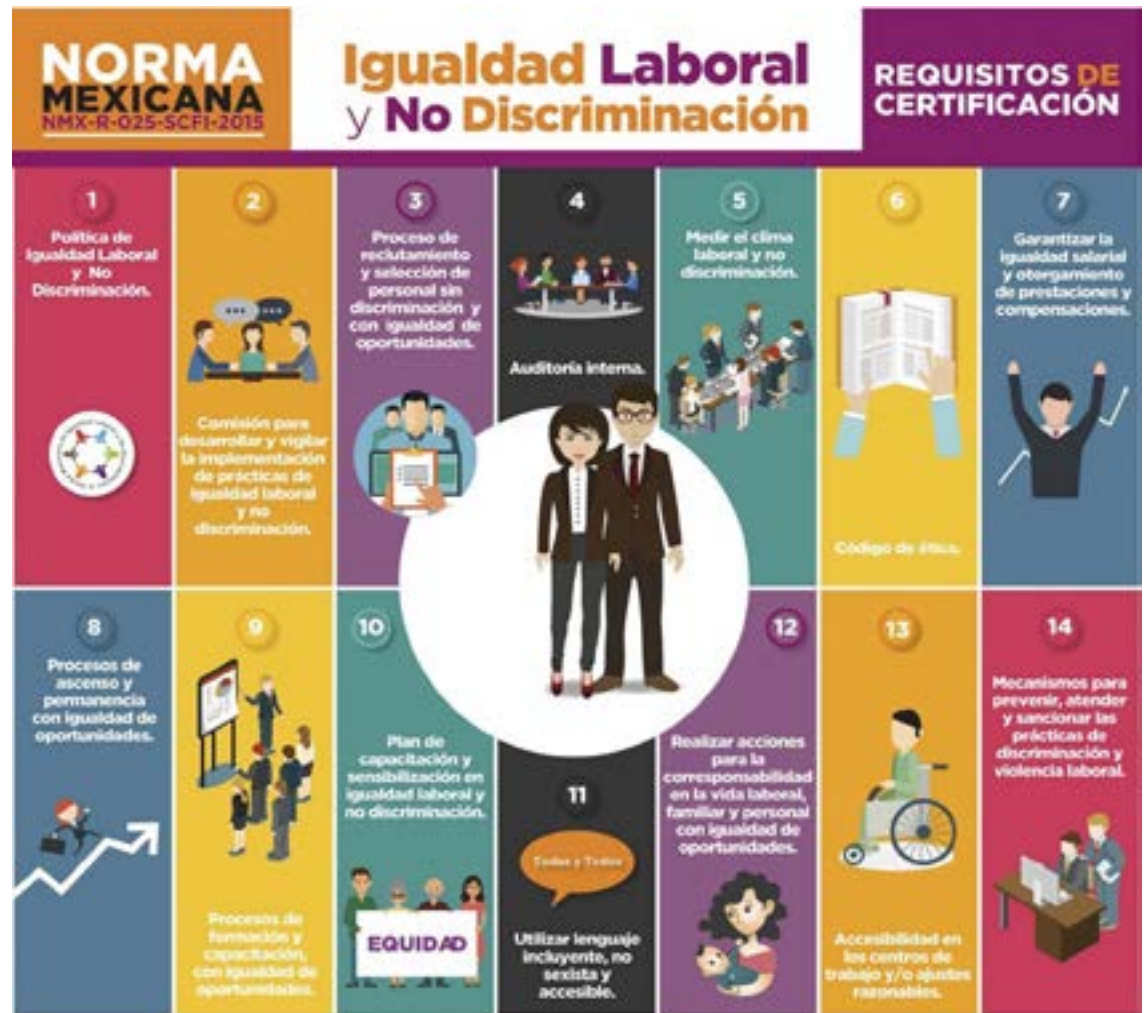 NORMA
MEXICANA
NMX-R-025-SCFI-2015
Igualdad Laboral
y No Discriminación
REQUISITOS DE
CERTIFICACIÓN
1
Política de
Igualdad Laboral
y No
Discriminación.
2
Comisión para
desarrollar y vigilar
la implementación
de prácticas de
igualdad laboral
y no
discriminación.
3
Proceso de
reclutamiento
y selección de
personal sin
discriminación y
con igualdad de
oportunidades.
4
Auditoría interna.
5
Medir el clima
laboral y no
discriminación.
6
Código de ética.
7
Garantizar la
igualdad salarial
y otorgamiento
de prestaciones y
compensaciones.
8
Procesos de
ascenso y
permanencia
con igualdad de
oportunidades.
9
Procesos de
formación y
capacitación,
con igualdad de
oportunidades.
10
Plan de
capacitación y
sensibilización en
igualdad laboral y
no discriminación.
EQUIDAD
11
Todas y Todos
Utilizar lenguaje
incluyente, no
sexista y
accesible.
12
Realizar acciones
para la
corresponsabilidad
en la vida laboral,
familiar y personal
con igualdad de
oportunidades.
13
Accesibilidad en
los centros de
trabajo y/o ajustes
razonables.
14
Mecanismos para
prevenir, atender
y sancionar las
prácticas de
discriminación y
violencia laboral.